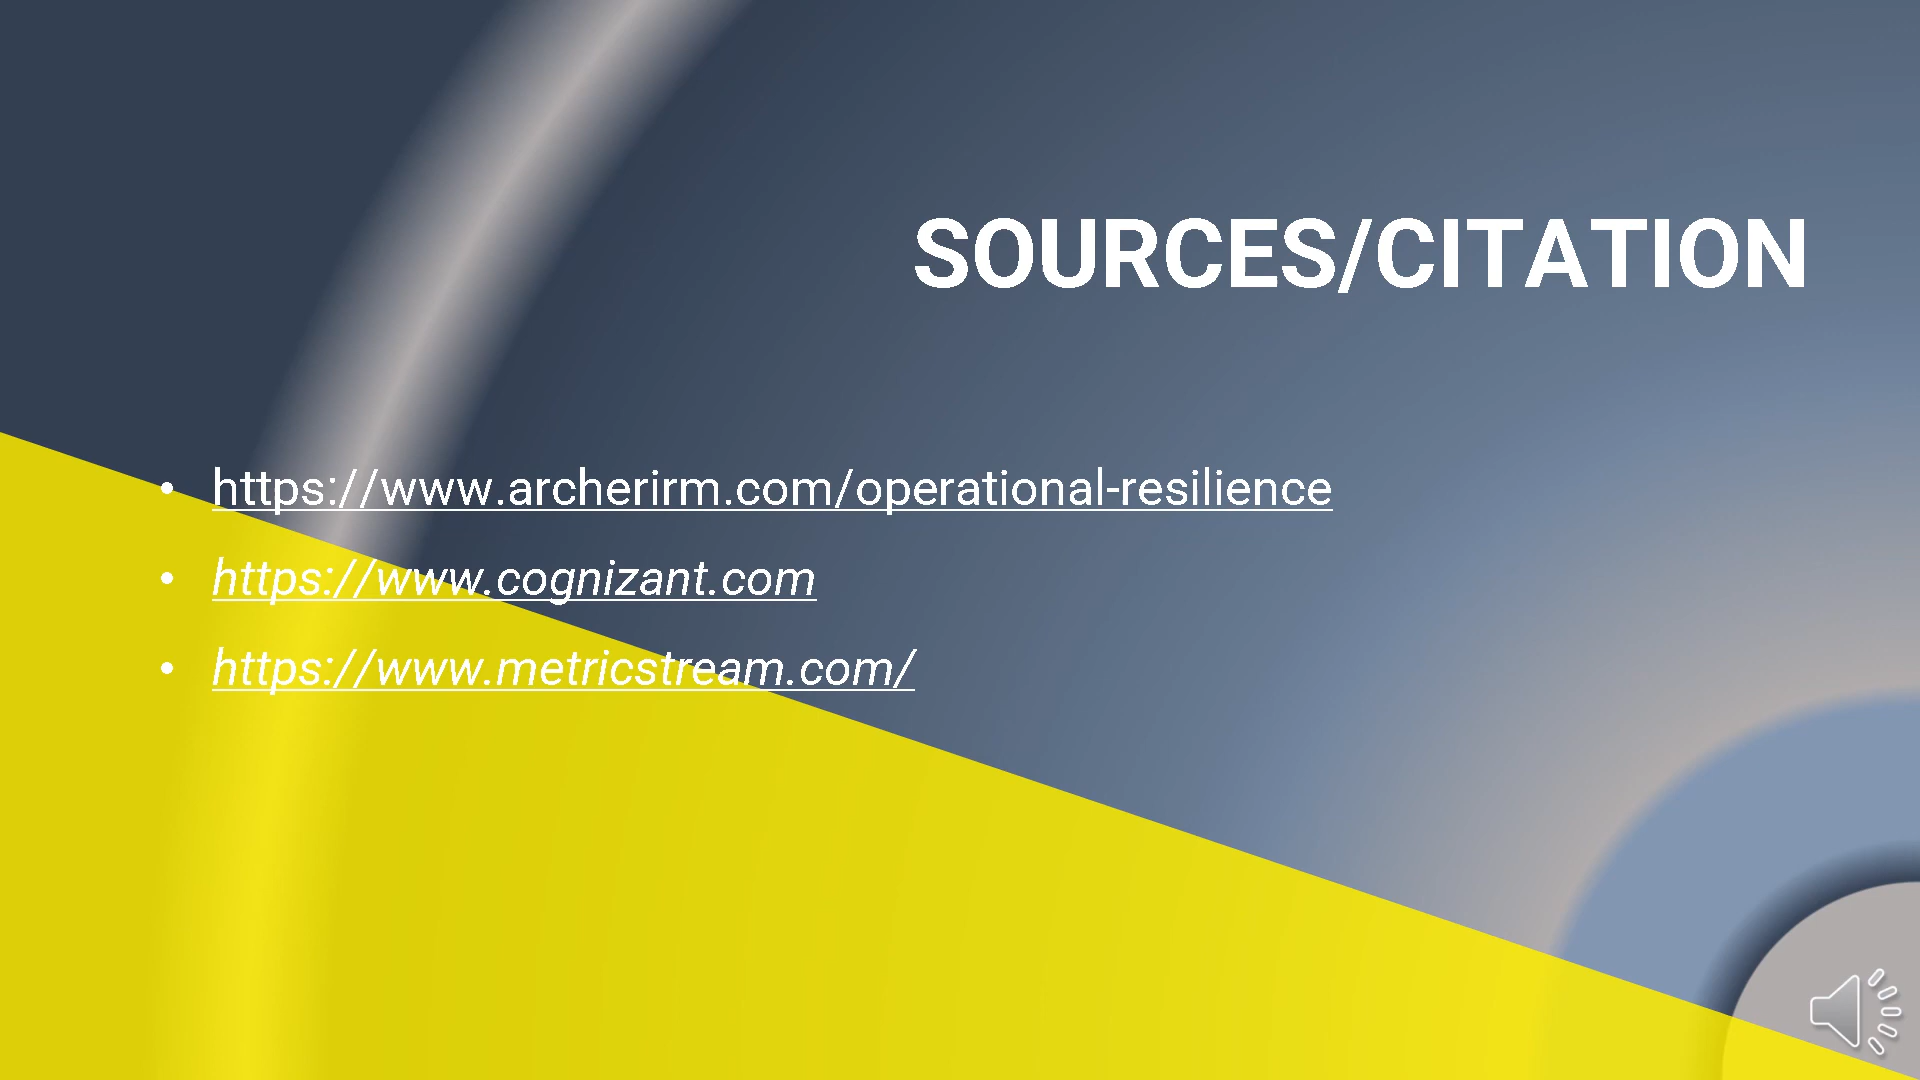 SOURCES/CITATION
• https://www.archerirm.com/operational-resilience
• https://www.cognizant.com
• https://www.metricstream.com/